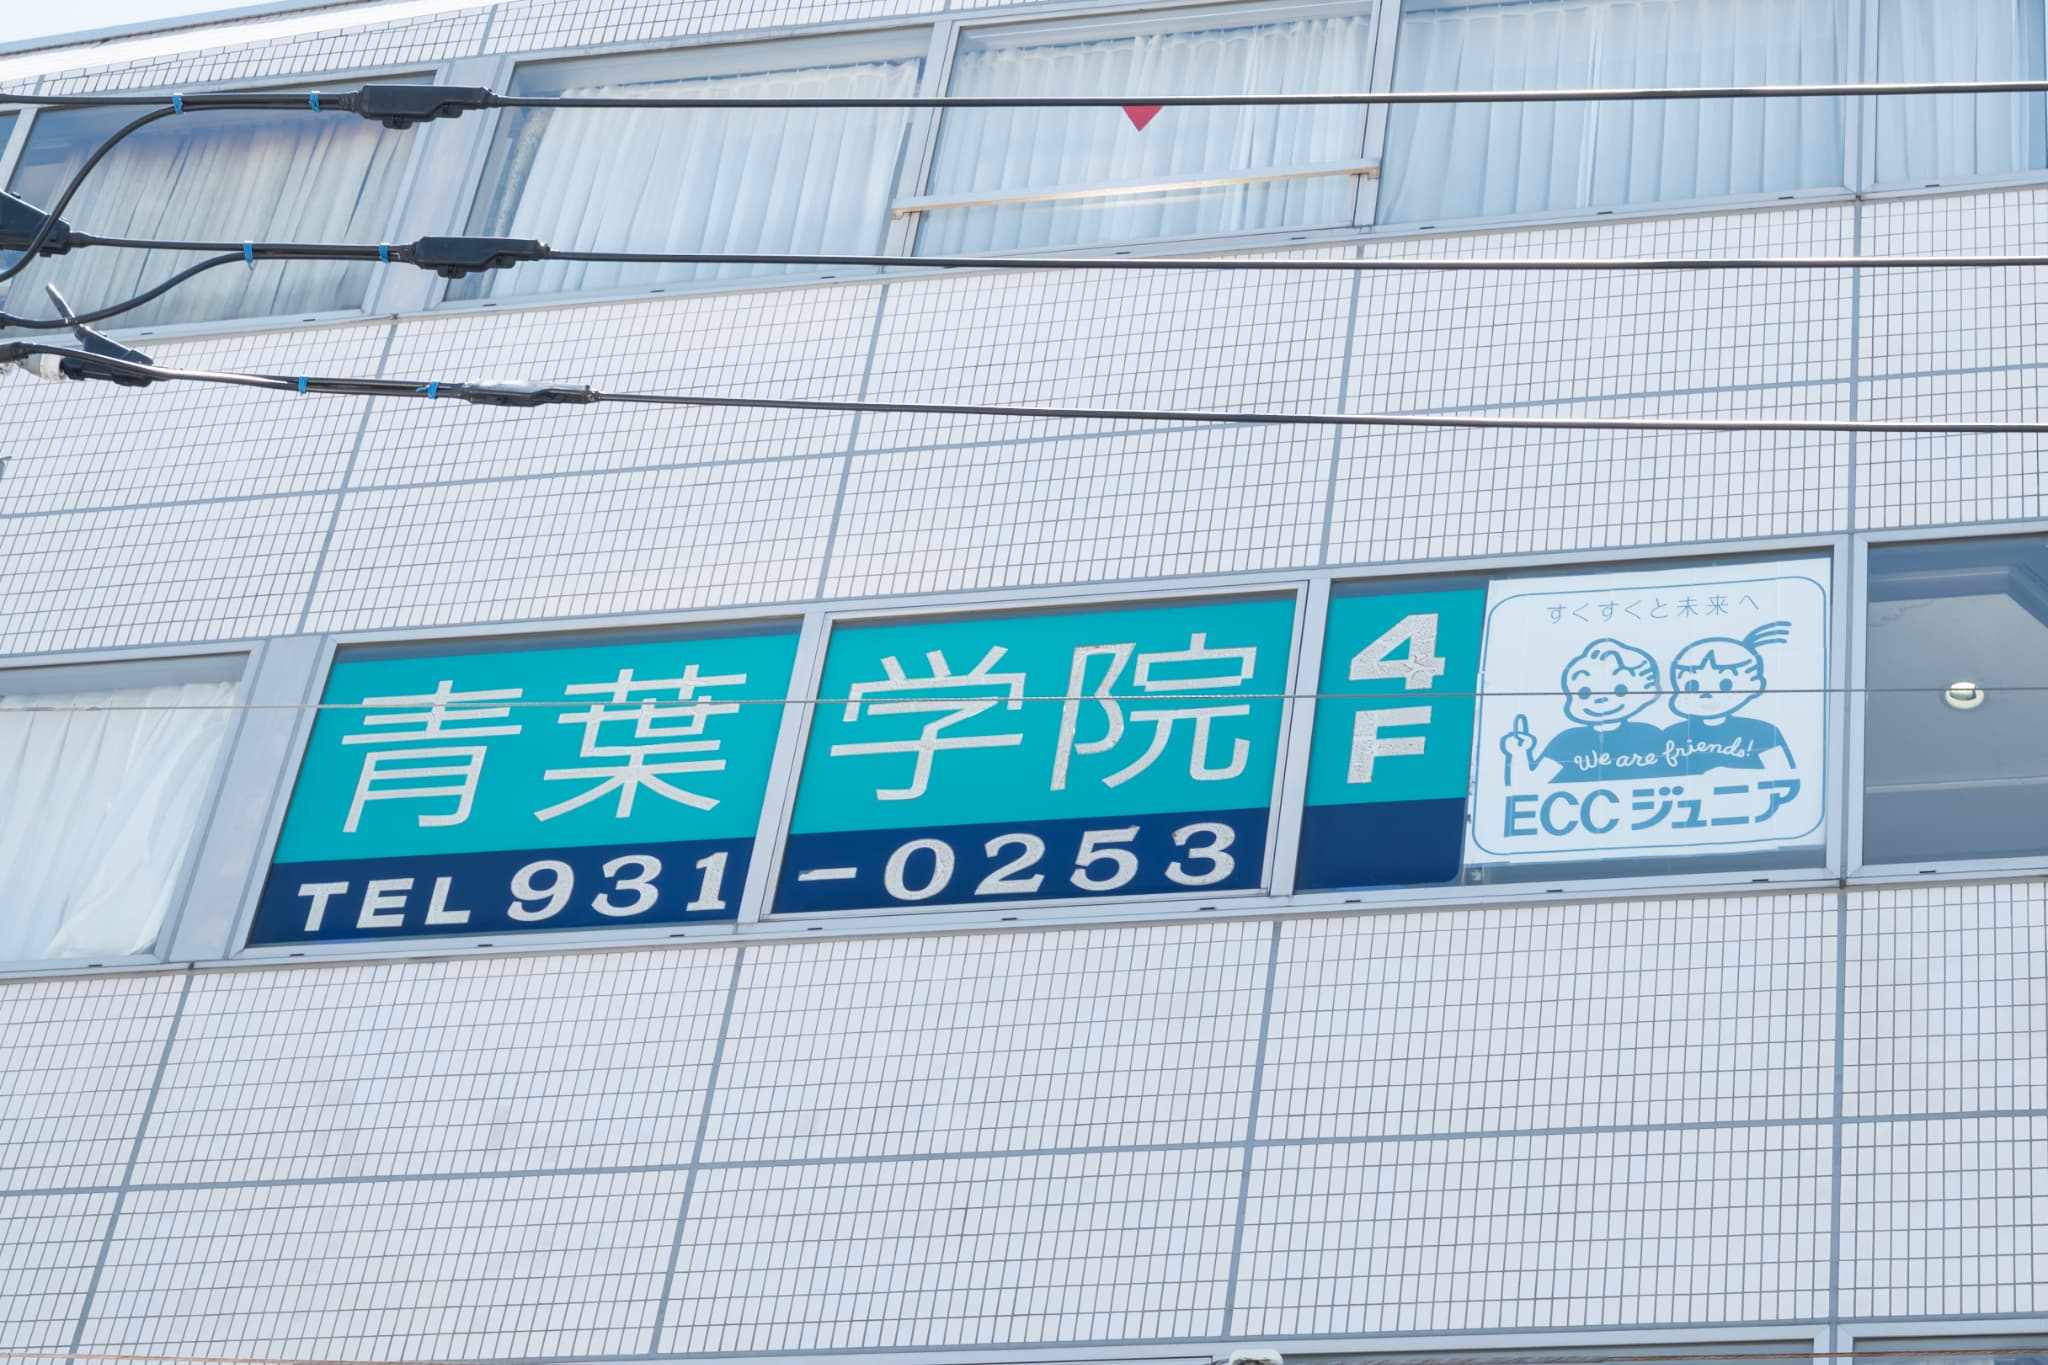 青葉学院
4F
TEL 931-0253
すくすくと未来へ
We are friends!
ECCジュニア